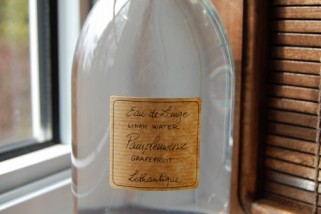 Eau de Linge
LINEN WATER
Pamplemousse
GRAPEFRUIT
Lothantique